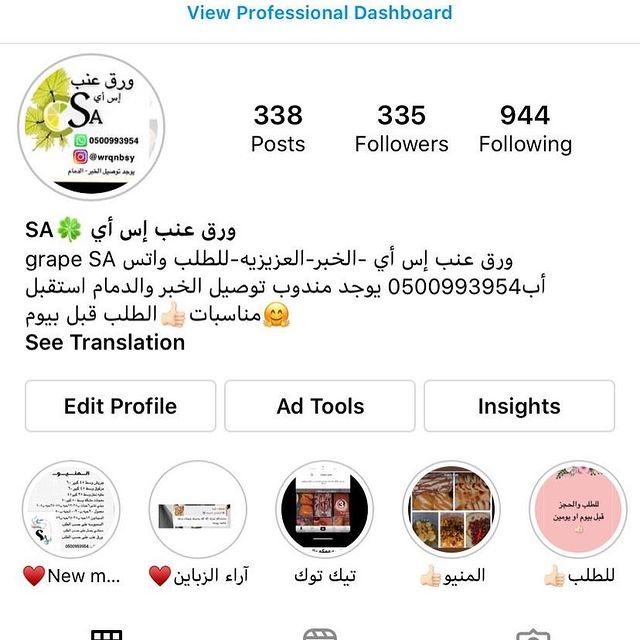 View Professional Dashboard
ورق عنب
إس أي
SA
0500993954
@wrqnbsy
يوجد توصيل الخبر - الدمام
338
Posts
335
Followers
944
Following
ورق عنب إس أي 🍀SA
ورق عنب إس أي -الخبر-العزيزيه-للطلب واتس grape SA
أب0500993954 يوجد مندوب توصيل الخبر والدمام استقبل
مناسبات👍🏻الطلب قبل بيوم🤗
See Translation
Edit Profile
Ad Tools
Insights
المنيو
0500993954
للطلب والحجز
قبل بيوم أو يومين
♥️New m...
آراء الزباين♥️
تيك توك
المنيو👍🏻
للطلب👍🏻